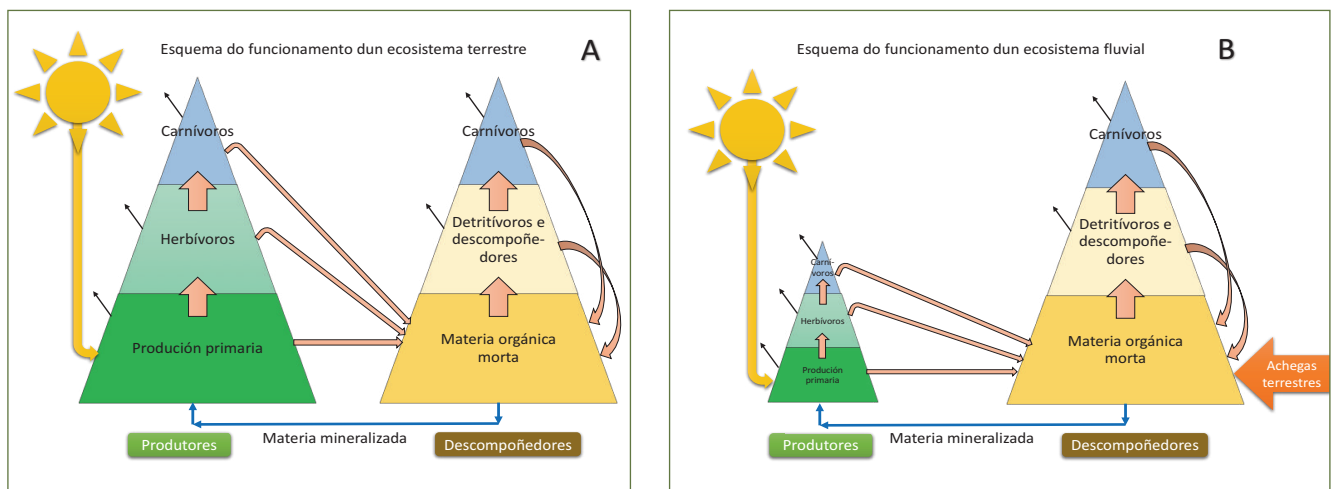 Esquema do funcionamento dun ecosistema terrestre
A
Carnívoros
Herbívoros
Produción primaria
Carnívoros
Detritívoros e
descompoñe-
dores
Materia orgánica
morta
Materia mineralizada
Produtores
Descompoñedores
Esquema do funcionamento dun ecosistema fluvial
B
Carní-
voros
Herbívoros
Produción
primaria
Carnívoros
Detritívoros e
descompoñe-
dores
Materia orgánica
morta
Achegas
terrestres
Materia mineralizada
Produtores
Descompoñedores